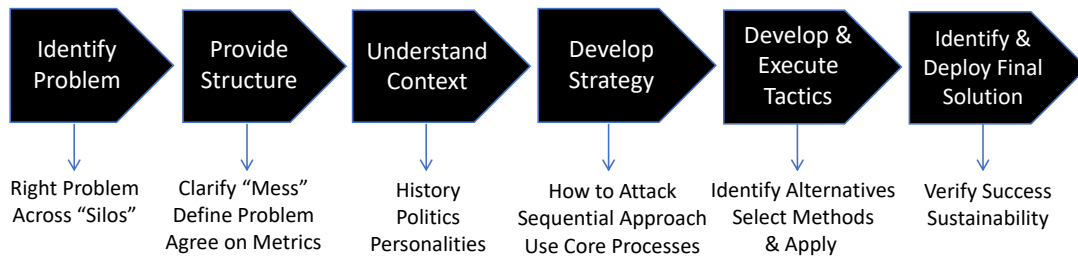 Identify
Problem
Provide
Structure
Understand
Context
Develop
Strategy
Develop &
Execute
Tactics
Identify &
Deploy Final
Solution
Right Problem
Across “Silos”
Clarify “Mess”
Define Problem
Agree on Metrics
History
Politics
Personalities
How to Attack
Sequential Approach
Use Core Processes
Identify Alternatives
Select Methods
& Apply
Verify Success
Sustainability